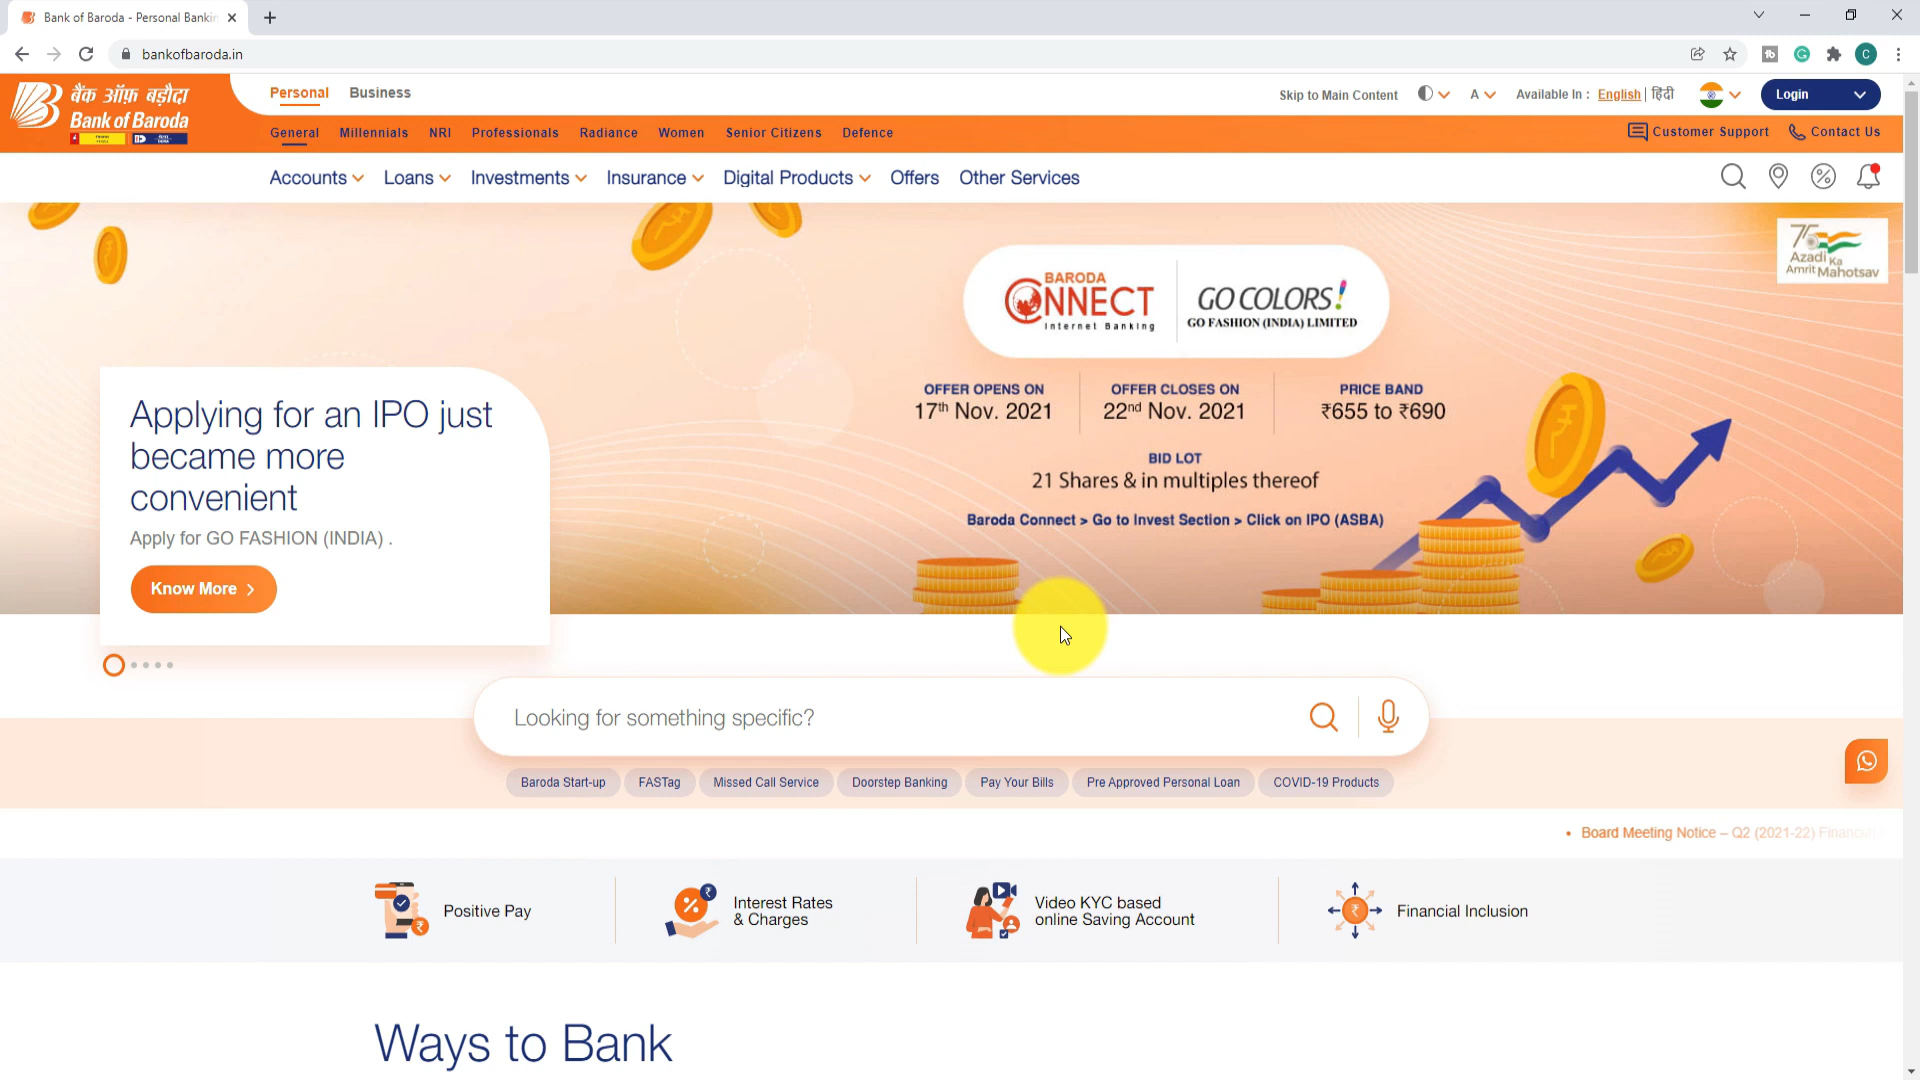 Bank of Baroda - Personal Bankin
bankofbaroda.in
C
बैंक ऑफ़ बड़ौदा
Bank of Baroda
Personal
Business
Skip to Main Content
A
Available In :
English | हिंदी
Login
General
Millennials
NRI
Professionals
Radiance
Women
Senior Citizens
Defence
Customer Support
Contact Us
Accounts
Loans
Investments
Insurance
Digital Products
Offers
Other Services
75
Azadi Ka
Amrit Mahotsav
BARODA
CONNECT
Internet Banking
GO COLORS!
GO FASHION (INDIA) LIMITED
OFFER OPENS ON
17th Nov. 2021
OFFER CLOSES ON
22nd Nov. 2021
PRICE BAND
₹655 to ₹690
BID LOT
21 Shares & in multiples thereof
Baroda Connect > Go to Invest Section > Click on IPO (ASBA)
Applying for an IPO just
became more
convenient
Apply for GO FASHION (INDIA) .
Know More
Looking for something specific?
Baroda Start-up
FASTag
Missed Call Service
Doorstep Banking
Pay Your Bills
Pre Approved Personal Loan
COVID-19 Products
Board Meeting Notice – Q2 (2021-22) Financial
Positive Pay
Interest Rates
& Charges
Video KYC based
online Saving Account
Financial Inclusion
Ways to Bank